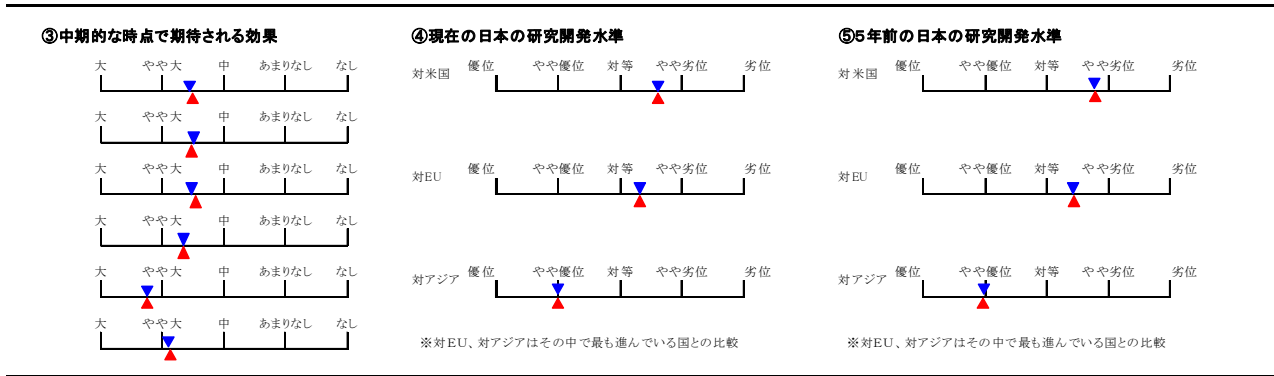 ③中期的な時点で期待される効果
大 やや大 中 あまりなし なし
大 やや大 中 あまりなし なし
大 やや大 中 あまりなし なし
大 やや大 中 あまりなし なし
大 やや大 中 あまりなし なし
大 やや大 中 あまりなし なし
④現在の日本の研究開発水準
対米国 優位 やや優位 対等 やや劣位 劣位
対EU 優位 やや優位 対等 やや劣位 劣位
対アジア 優位 やや優位 対等 やや劣位 劣位
※対EU、対アジアはその中で最も進んでいる国との比較
⑤5年前の日本の研究開発水準
対米国 優位 やや優位 対等 やや劣位 劣位
対EU 優位 やや優位 対等 やや劣位 劣位
対アジア 優位 やや優位 対等 やや劣位 劣位
※対EU、対アジアはその中で最も進んでいる国との比較